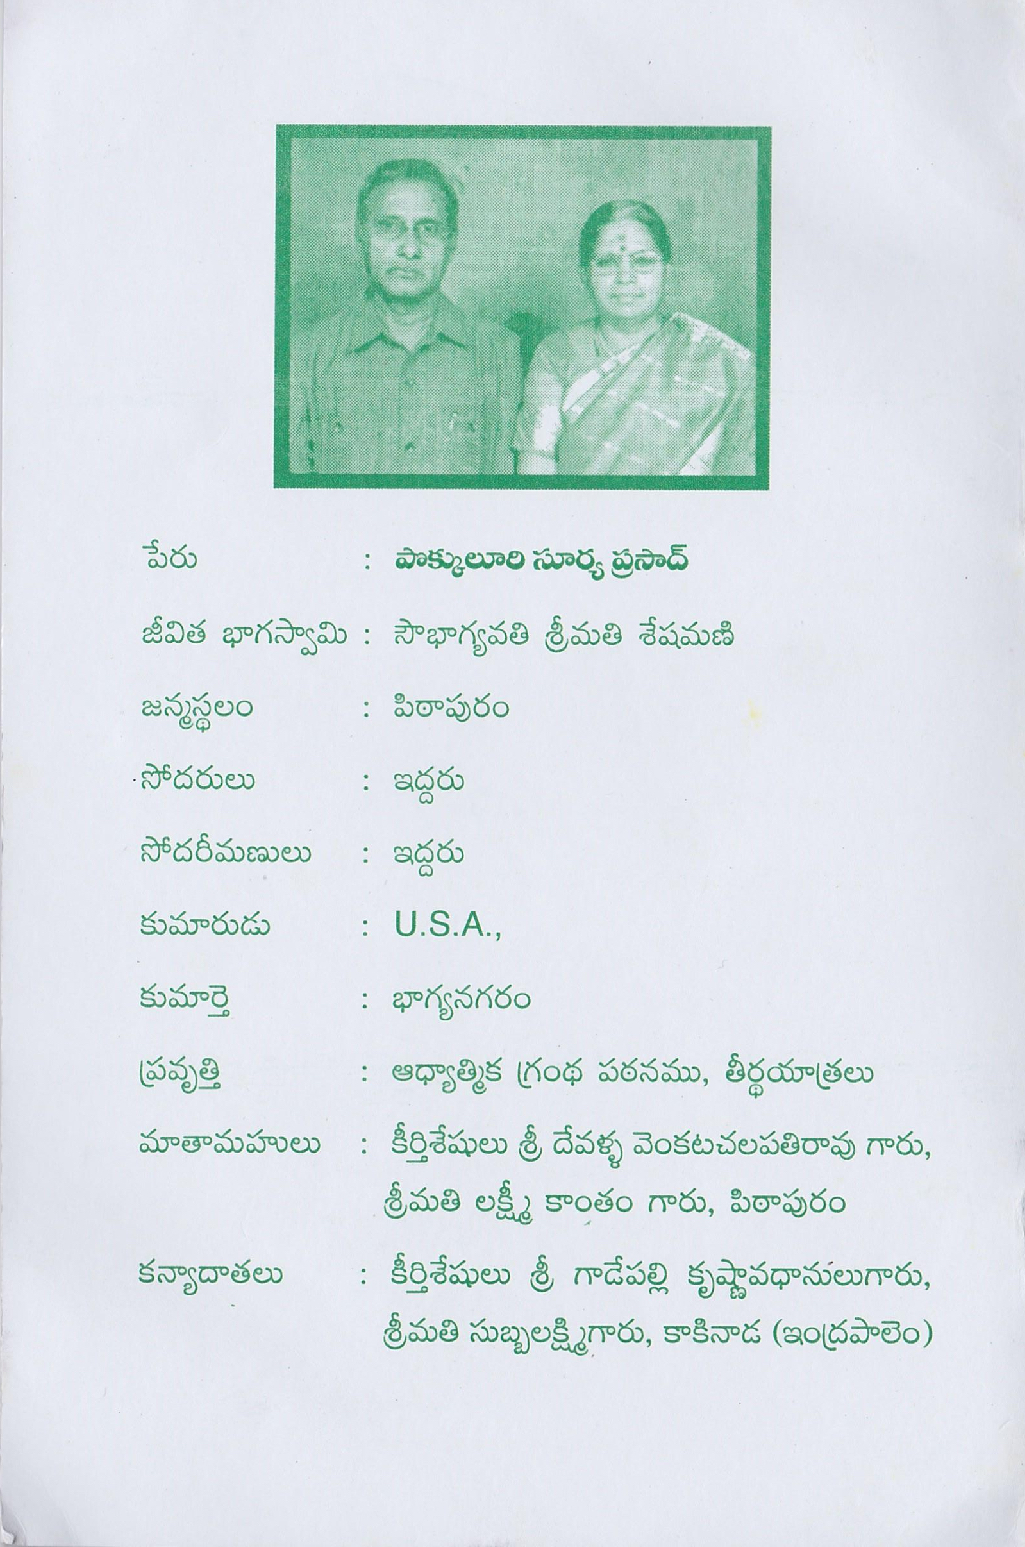 పేరు : పొక్కులూరి సూర్య ప్రసాద్
జీవిత భాగస్వామి : సౌభాగ్యవతి శ్రీమతి శేషమణి
జన్మస్థలం : పిఠాపురం
సోదరులు : ఇద్దరు
సోదరీమణులు : ఇద్దరు
కుమారుడు : U.S.A.,
కుమార్తె : భాగ్యనగరం
ప్రవృత్తి : ఆధ్యాత్మిక గ్రంథ పఠనము, తీర్థయాత్రలు
మాతామహులు : కీర్తిశేషులు శ్రీ దేవళ్ళ వెంకటచలపతిరావు గారు,
శ్రీమతి లక్ష్మీ కాంతం గారు, పిఠాపురం
కన్యాదాతలు : కీర్తిశేషులు శ్రీ గాడేపల్లి కృష్ణావధానులుగారు,
శ్రీమతి సుబ్బలక్ష్మిగారు, కాకినాడ (ఇంద్రపాలెం)